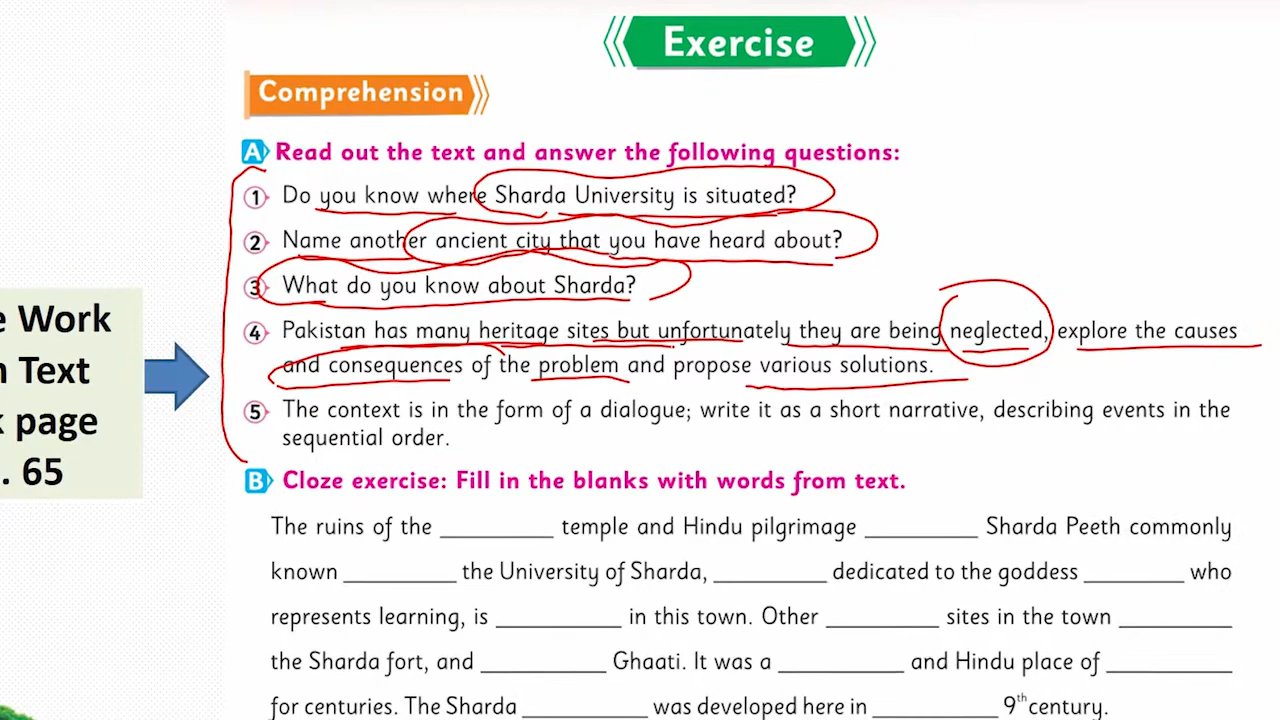 Exercise
Comprehension
A Read out the text and answer the following questions:
1 Do you know where Sharda University is situated?
2 Name another ancient city that you have heard about?
3 What do you know about Sharda?
4 Pakistan has many heritage sites but unfortunately they are being neglected, explore the causes
and consequences of the problem and propose various solutions.
5 The context is in the form of a dialogue; write it as a short narrative, describing events in the
sequential order.
e Work
n Text
k page
. 65
B Cloze exercise: Fill in the blanks with words from text.
The ruins of the __________ temple and Hindu pilgrimage __________ Sharda Peeth commonly
known __________ the University of Sharda, __________ dedicated to the goddess _________ who
represents learning, is ___________ in this town. Other __________ sites in the town __________
the Sharda fort, and ___________ Ghaati. It was a ___________ and Hindu place of ___________
for centuries. The Sharda ___________ was developed here in ___________ 9th century.